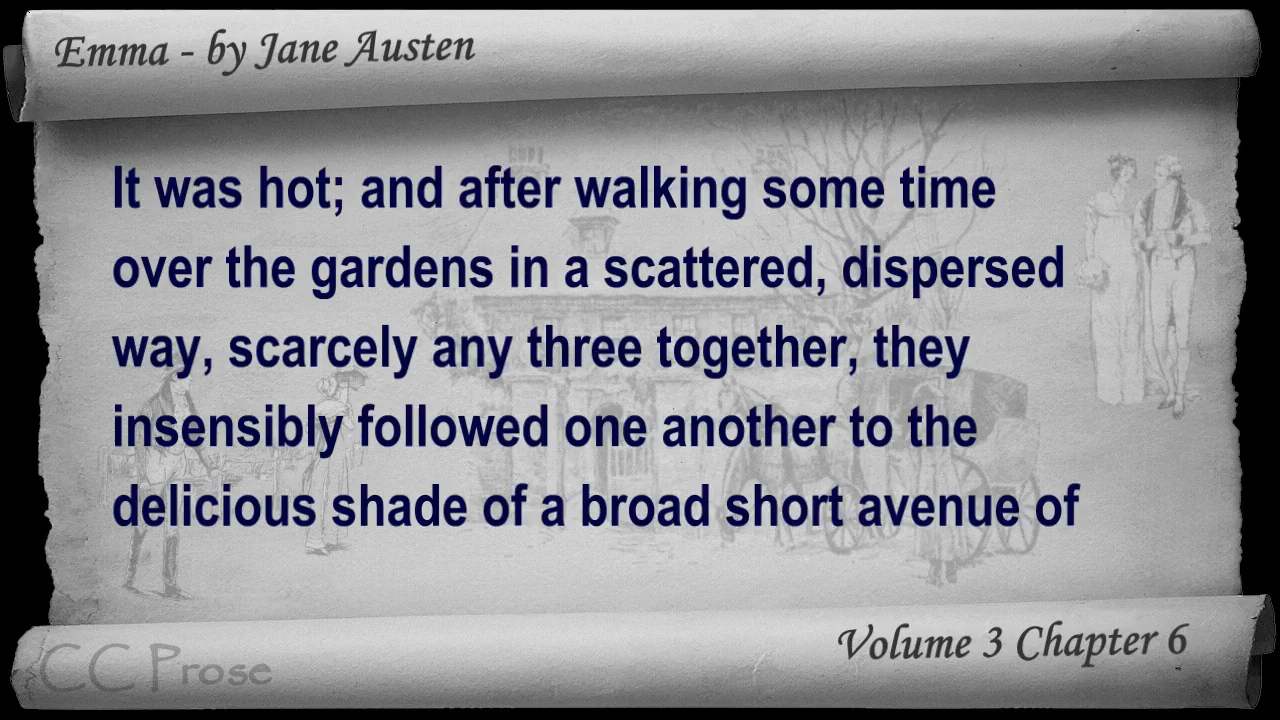 Emma - by Jane Austen
It was hot; and after walking some time
over the gardens in a scattered, dispersed
way, scarcely any three together, they
insensibly followed one another to the
delicious shade of a broad short avenue of
Volume 3 Chapter 6
CC Prose